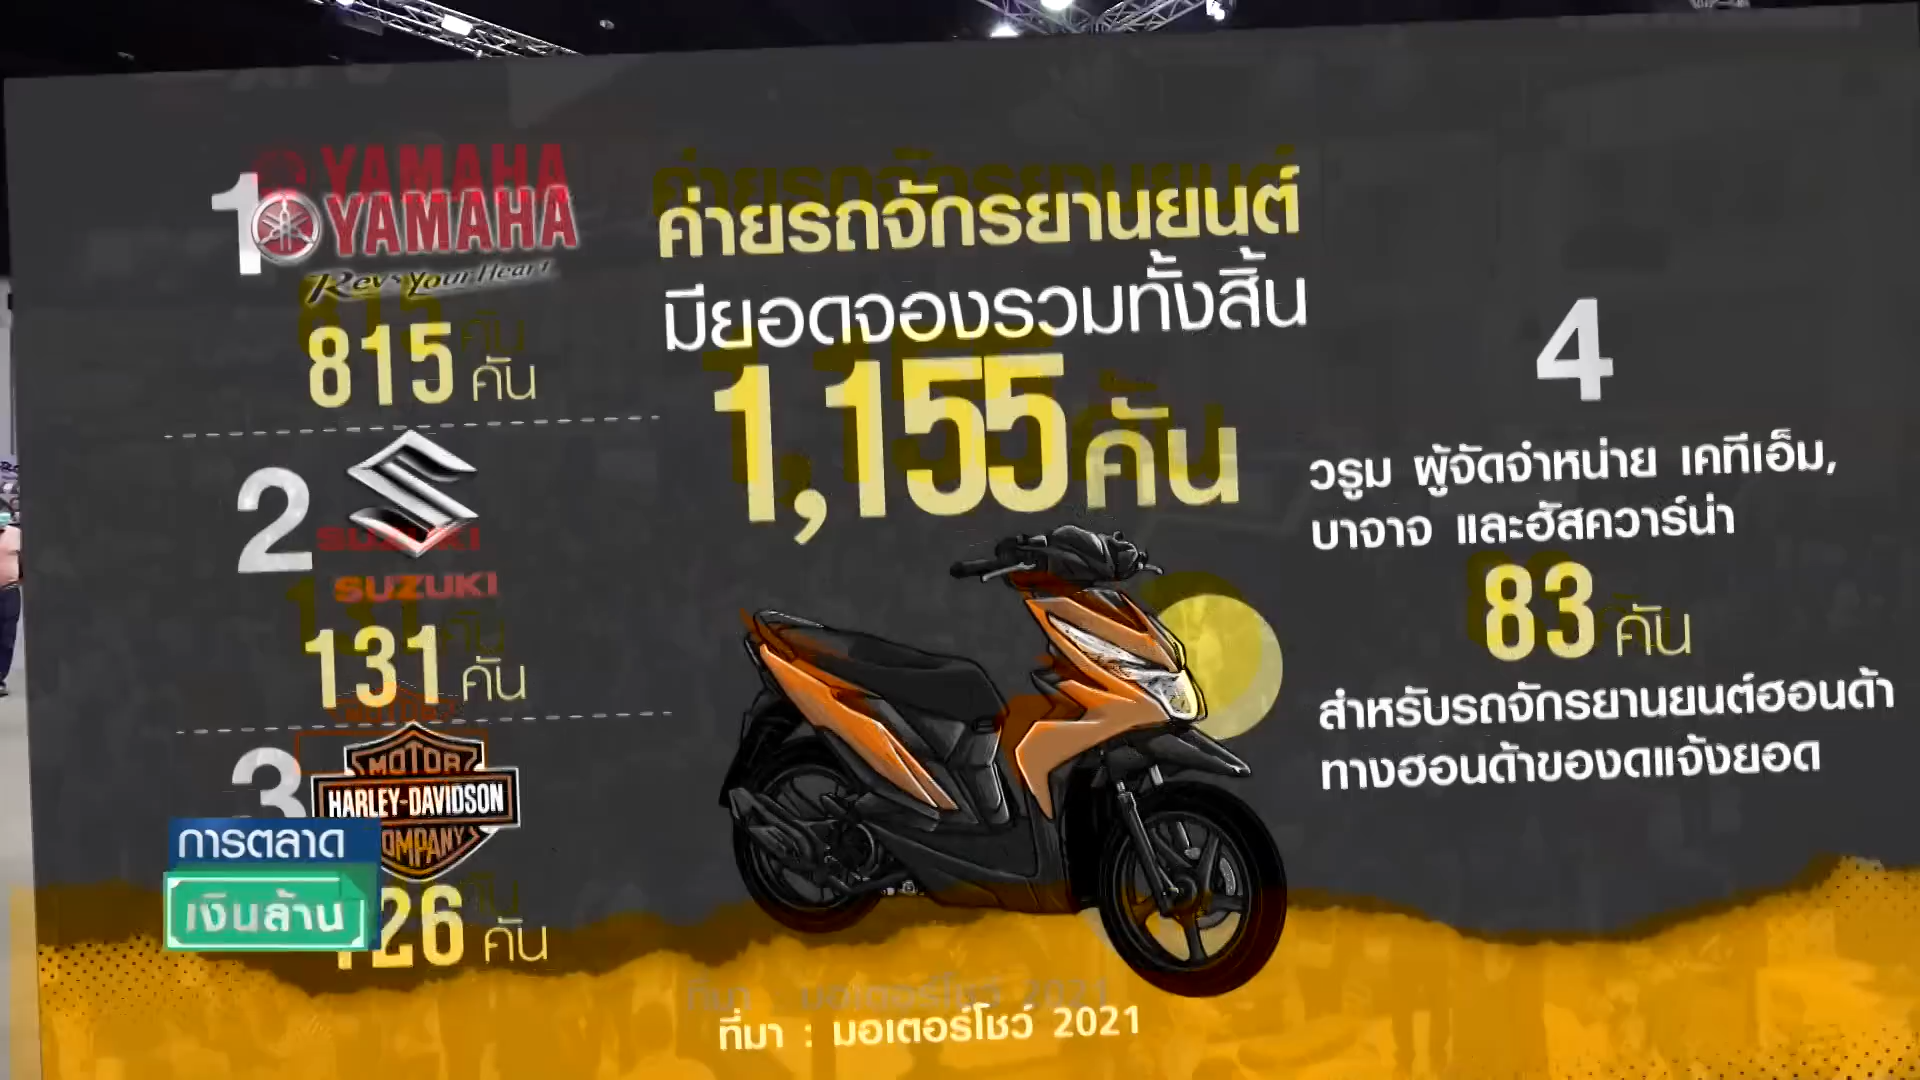 1 YAMAHA
Revs Your Heart
815 คัน
2
SUZUKI
131 คัน
3 MOTOR
HARLEY-DAVIDSON
COMPANY
126 คัน
การตลาด
เงินล้าน
ค่ายรถจักรยานยนต์
มียอดจองรวมทั้งสิ้น
1,155 คัน
4
วรูม ผู้จัดจำหน่าย เคทีเอ็ม,
บาจาจ และฮัสควาร์น่า
83 คัน
สำหรับรถจักรยานยนต์ฮอนด้า
ทางฮอนด้าของดแจ้งยอด
ที่มา : มอเตอร์โชว์ 2021